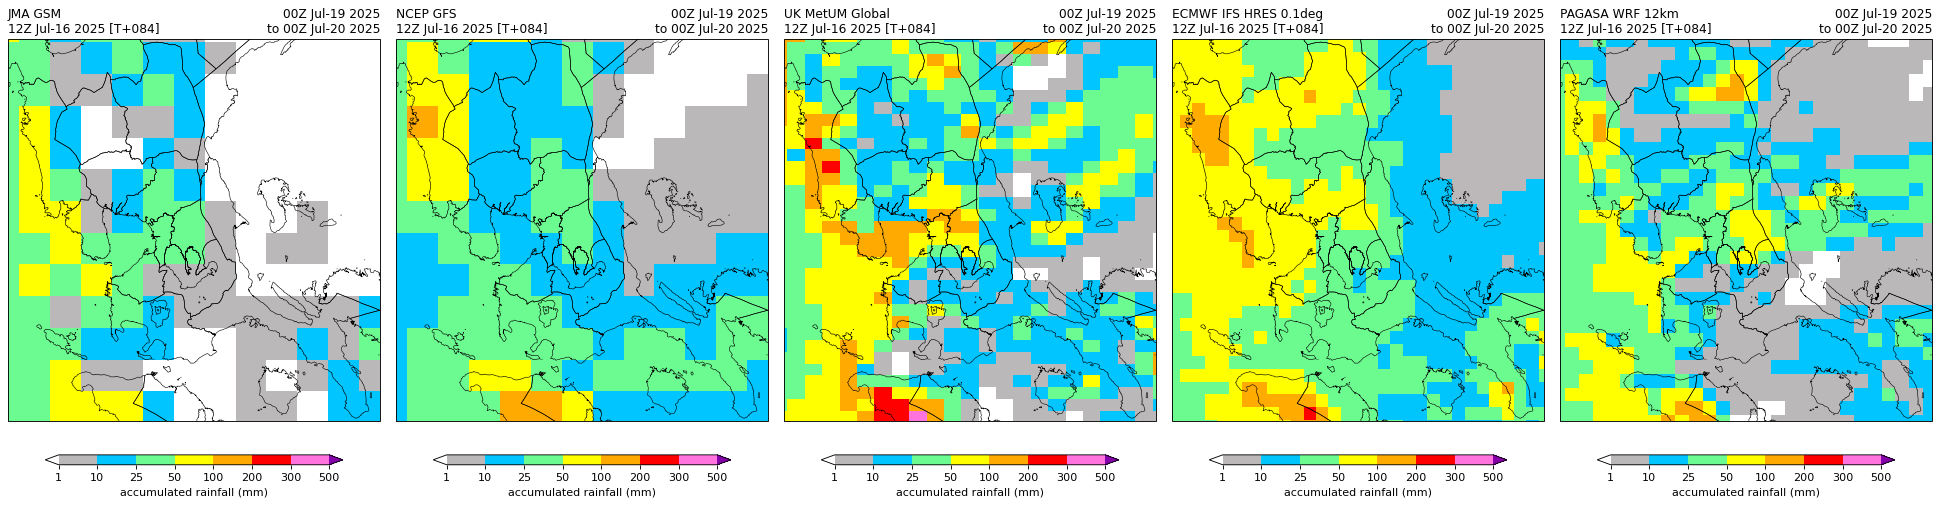 JMA GSM 00Z Jul-19 2025
12Z Jul-16 2025 [T+084] to 00Z Jul-20 2025
NCEP GFS 00Z Jul-19 2025
12Z Jul-16 2025 [T+084] to 00Z Jul-20 2025
UK MetUM Global 00Z Jul-19 2025
12Z Jul-16 2025 [T+084] to 00Z Jul-20 2025
ECMWF IFS HRES 0.1deg 00Z Jul-19 2025
12Z Jul-16 2025 [T+084] to 00Z Jul-20 2025
PAGASA WRF 12km 00Z Jul-19 2025
12Z Jul-16 2025 [T+084] to 00Z Jul-20 2025
1 10 25 50 100 200 300 500
accumulated rainfall (mm)
1 10 25 50 100 200 300 500
accumulated rainfall (mm)
1 10 25 50 100 200 300 500
accumulated rainfall (mm)
1 10 25 50 100 200 300 500
accumulated rainfall (mm)
1 10 25 50 100 200 300 500
accumulated rainfall (mm)